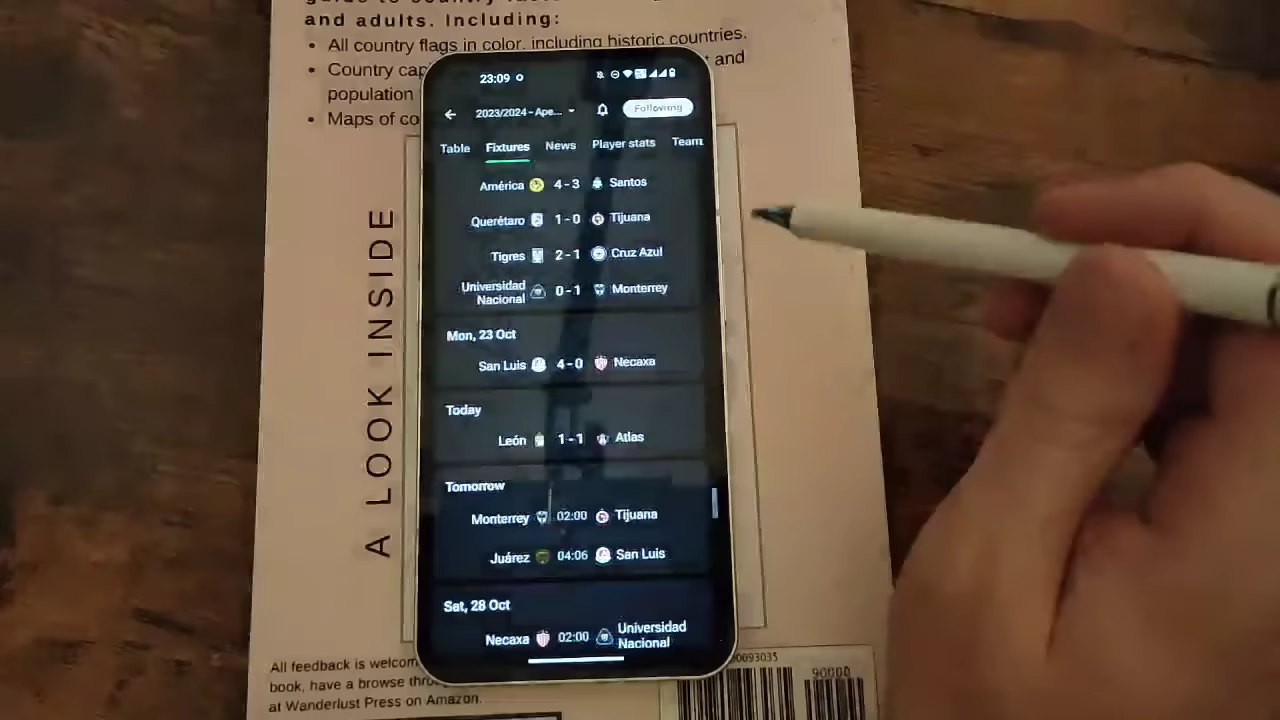 and adults. Including:
• All country flags in color, including historic countries.
• Country
and
population
• Maps of
A LOOK INSIDE
23:09
2023/2024 - Ape...
Following
Table Fixtures News Player stats Team
América 4 - 3 Santos
Querétaro 1 - 0 Tijuana
Tigres 2 - 1 Cruz Azul
Universidad
Nacional 0 - 1 Monterrey
Mon, 23 Oct
San Luis 4 - 0 Necaxa
Today
León 1 - 1 Atlas
Tomorrow
Monterrey 02:00 Tijuana
Juárez 04:06 San Luis
Sat, 28 Oct
Necaxa 02:00 Universidad
Nacional
All feedback is
book, have a browse
at Wanderlust Press on Amazon.
0093035
90000